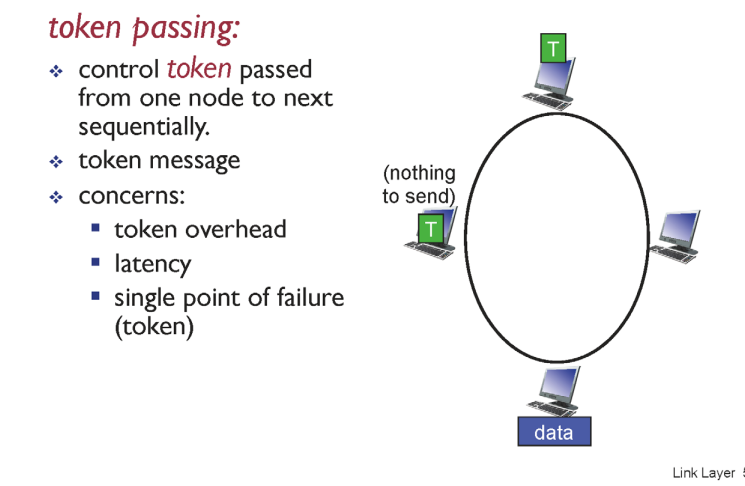 token passing:
control token passed
from one node to next
sequentially.
token message
concerns:
token overhead
latency
single point of failure
(token)
T
(nothing
to send)
T
data
Link Layer 5